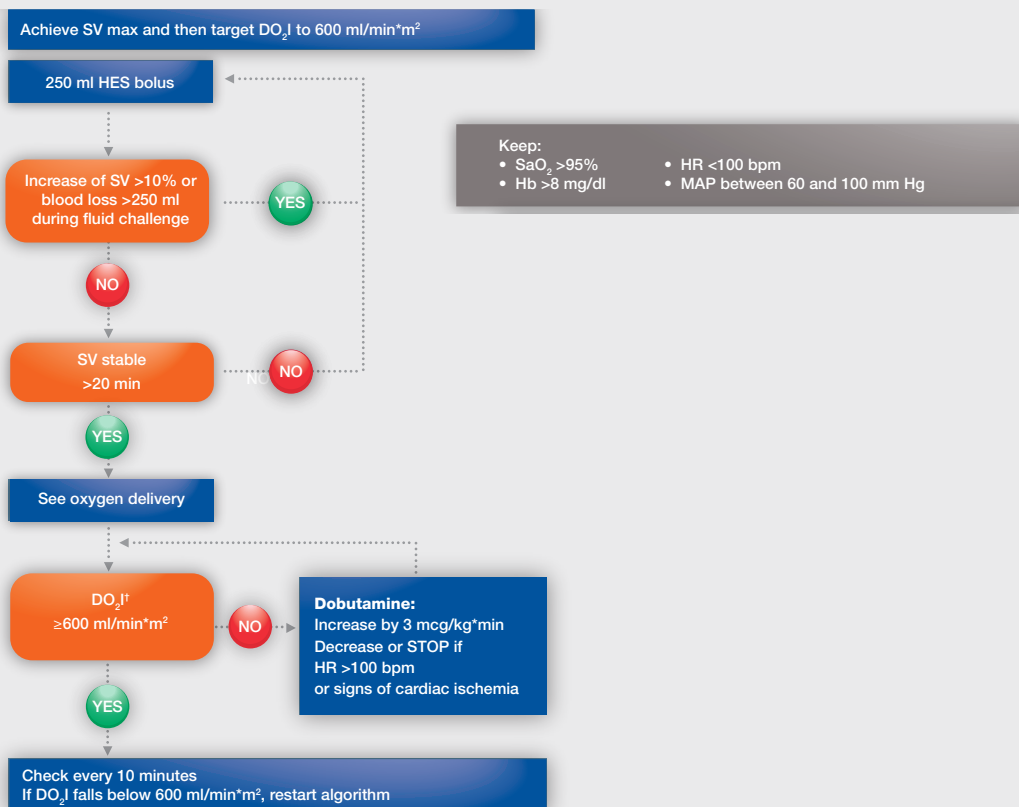 Achieve SV max and then target DO₂I to 600 ml/min*m²
250 ml HES bolus
Keep:
• SaO₂ >95%
• Hb >8 mg/dl
• HR <100 bpm
• MAP between 60 and 100 mm Hg
Increase of SV >10% or
blood loss >250 ml
during fluid challenge
YES
NO
SV stable
>20 min
NO
NO
YES
See oxygen delivery
DO₂I†
≥600 ml/min*m²
NO
Dobutamine:
Increase by 3 mcg/kg*min
Decrease or STOP if
HR >100 bpm
or signs of cardiac ischemia
YES
Check every 10 minutes
If DO₂I falls below 600 ml/min*m², restart algorithm